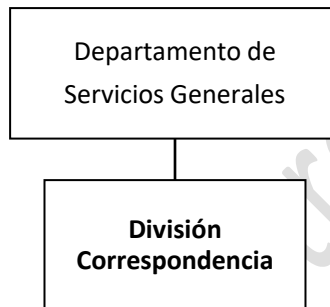 Departamento de
Servicios Generales
División
Correspondencia